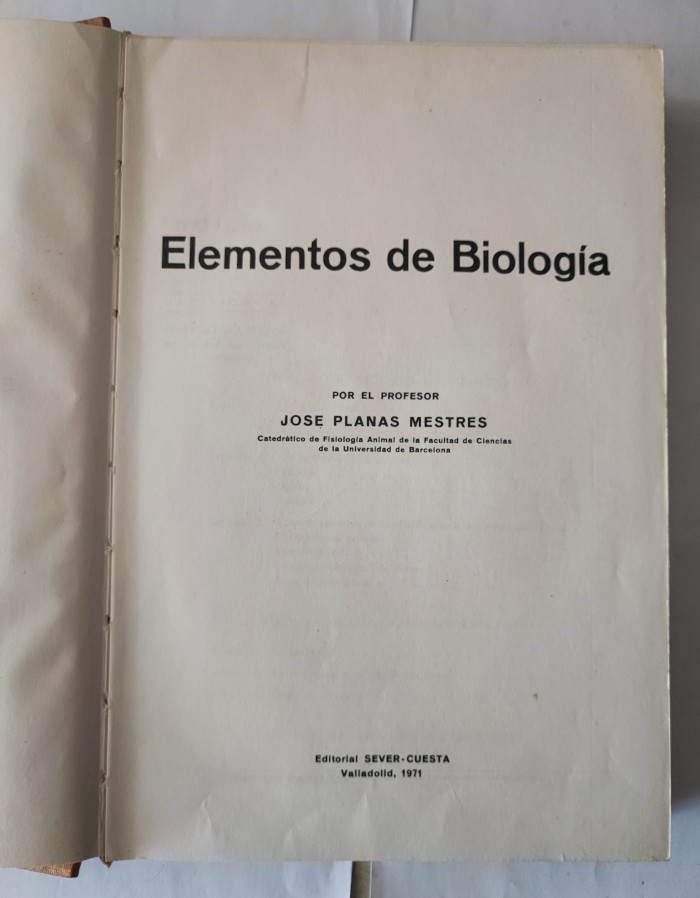 Elementos de Biología
POR EL PROFESOR
JOSE PLANAS MESTRES
Catedrático de Fisiología Animal de la Facultad de Ciencias
de la Universidad de Barcelona
Editorial SEVER-CUESTA
Valladolid, 1971